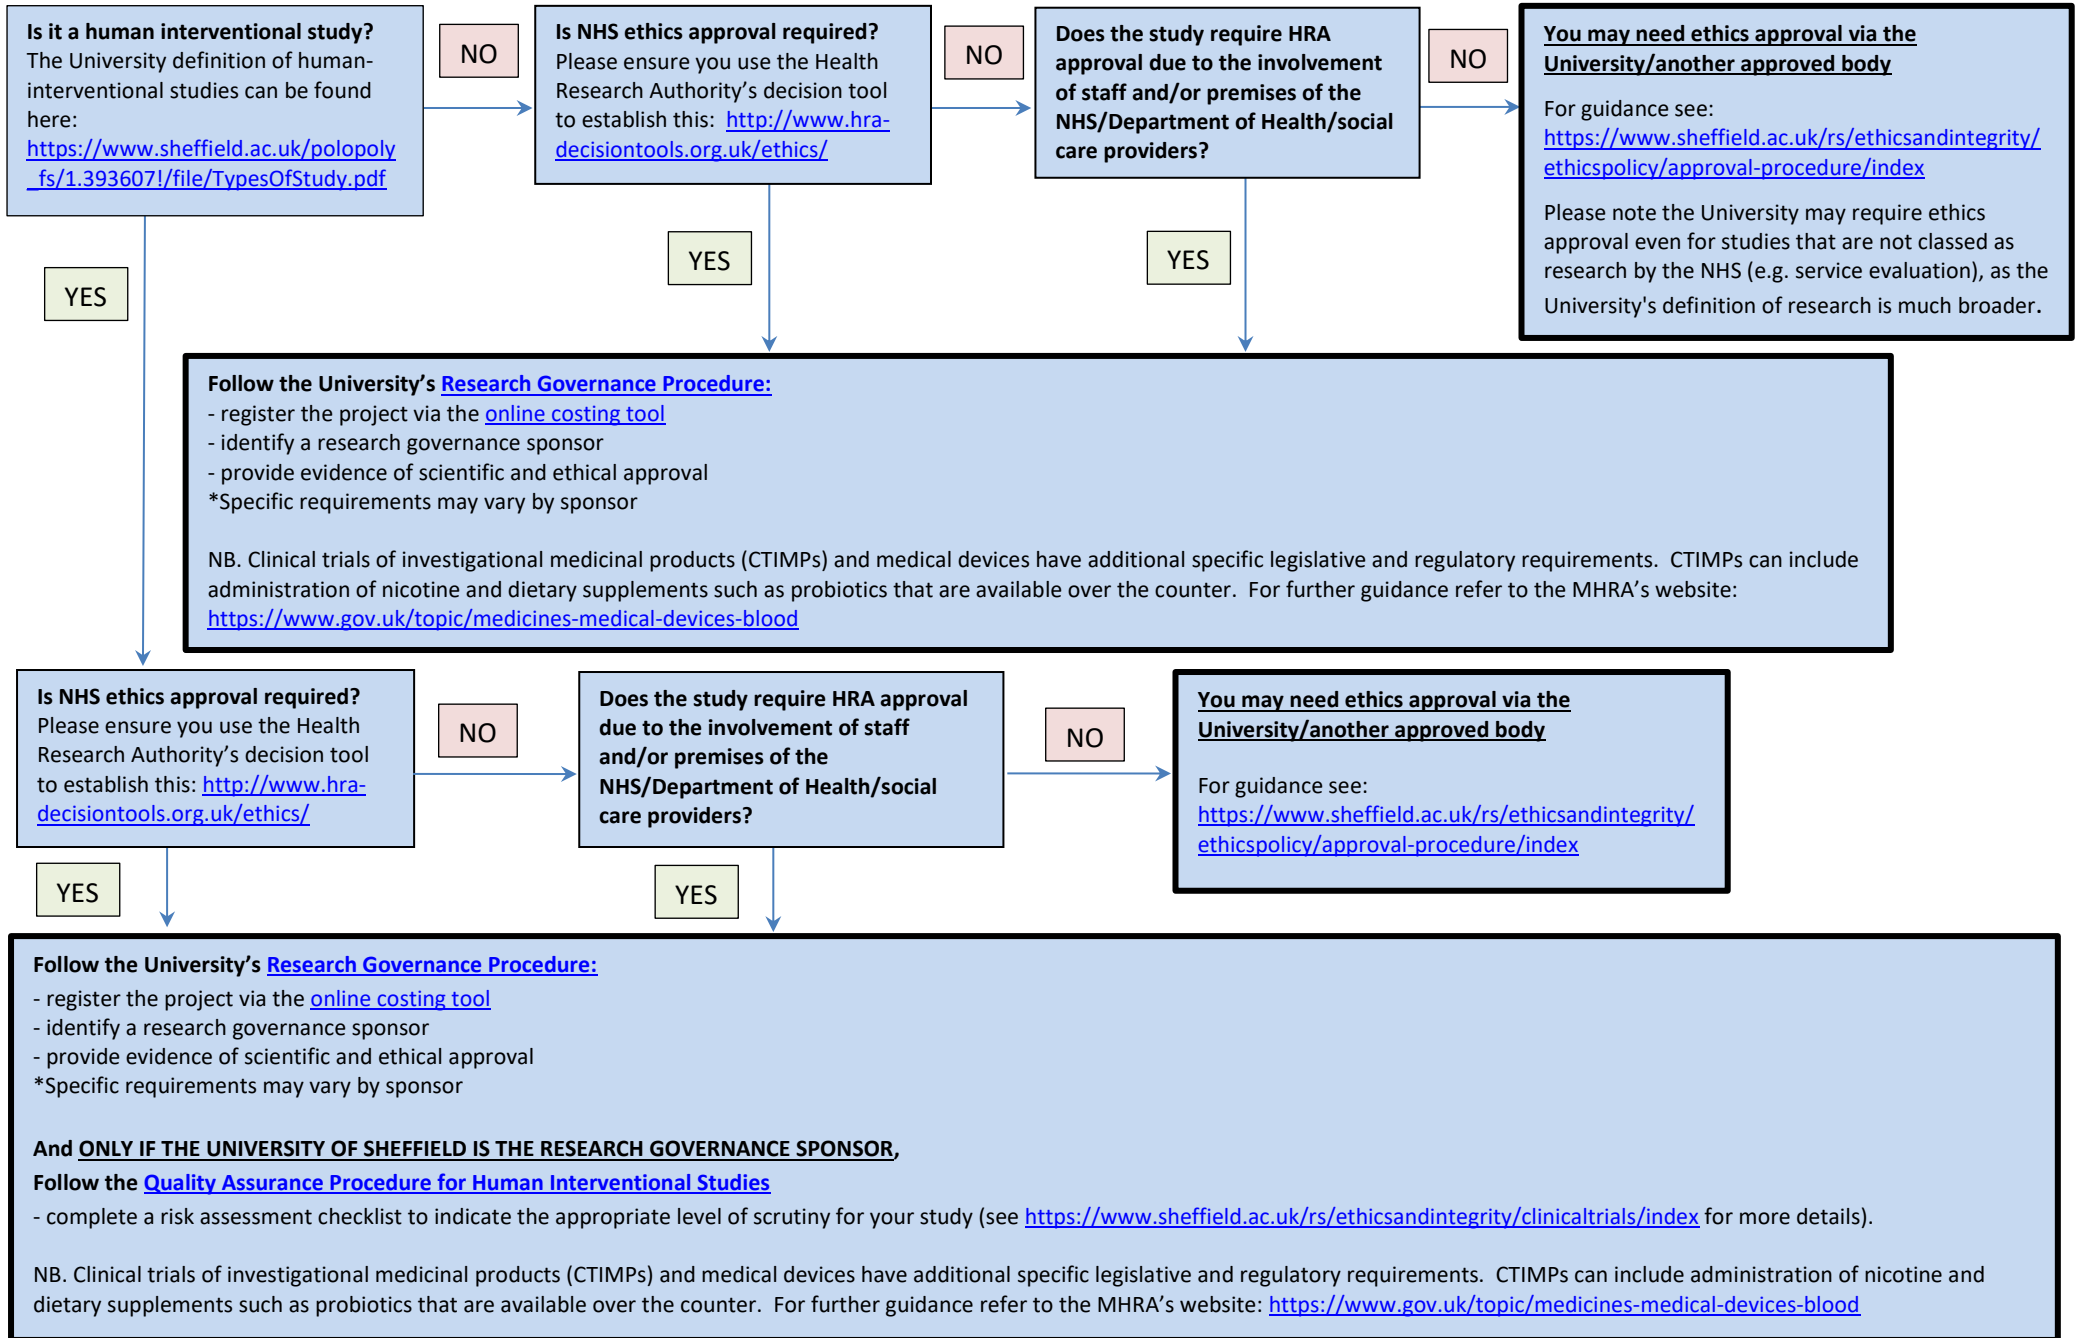 Is it a human interventional study?
The University definition of human-
interventional studies can be found
here:
https://www.sheffield.ac.uk/polopoly
_fs/1.393607!/file/TypesOfStudy.pdf
NO
Is NHS ethics approval required?
Please ensure you use the Health
Research Authority’s decision tool
to establish this:  http://www.hra-
decisiontools.org.uk/ethics/
NO
Does the study require HRA
approval due to the involvement
of staff and/or premises of the
NHS/Department of Health/social
care providers?
NO
You may need ethics approval via the
University/another approved body
For guidance see:
https://www.sheffield.ac.uk/rs/ethicsandintegrity/
ethicspolicy/approval-procedure/index
Please note the University may require ethics
approval even for studies that are not classed as
research by the NHS (e.g. service evaluation), as the
University's definition of research is much broader.
YES
YES
YES
Follow the University’s Research Governance Procedure:
- register the project via the online costing tool
- identify a research governance sponsor
- provide evidence of scientific and ethical approval
*Specific requirements may vary by sponsor
NB. Clinical trials of investigational medicinal products (CTIMPs) and medical devices have additional specific legislative and regulatory requirements.  CTIMPs can include
administration of nicotine and dietary supplements such as probiotics that are available over the counter.  For further guidance refer to the MHRA’s website:
https://www.gov.uk/topic/medicines-medical-devices-blood
Is NHS ethics approval required?
Please ensure you use the Health
Research Authority’s decision tool
to establish this: http://www.hra-
decisiontools.org.uk/ethics/
NO
Does the study require HRA approval
due to the involvement of staff
and/or premises of the
NHS/Department of Health/social
care providers?
NO
You may need ethics approval via the
University/another approved body
For guidance see:
https://www.sheffield.ac.uk/rs/ethicsandintegrity/
ethicspolicy/approval-procedure/index
YES
YES
Follow the University’s Research Governance Procedure:
- register the project via the online costing tool
- identify a research governance sponsor
- provide evidence of scientific and ethical approval
*Specific requirements may vary by sponsor
And ONLY IF THE UNIVERSITY OF SHEFFIELD IS THE RESEARCH GOVERNANCE SPONSOR,
Follow the Quality Assurance Procedure for Human Interventional Studies
- complete a risk assessment checklist to indicate the appropriate level of scrutiny for your study (see https://www.sheffield.ac.uk/rs/ethicsandintegrity/clinicaltrials/index for more details).
NB. Clinical trials of investigational medicinal products (CTIMPs) and medical devices have additional specific legislative and regulatory requirements.  CTIMPs can include administration of nicotine and
dietary supplements such as probiotics that are available over the counter.  For further guidance refer to the MHRA’s website: https://www.gov.uk/topic/medicines-medical-devices-blood